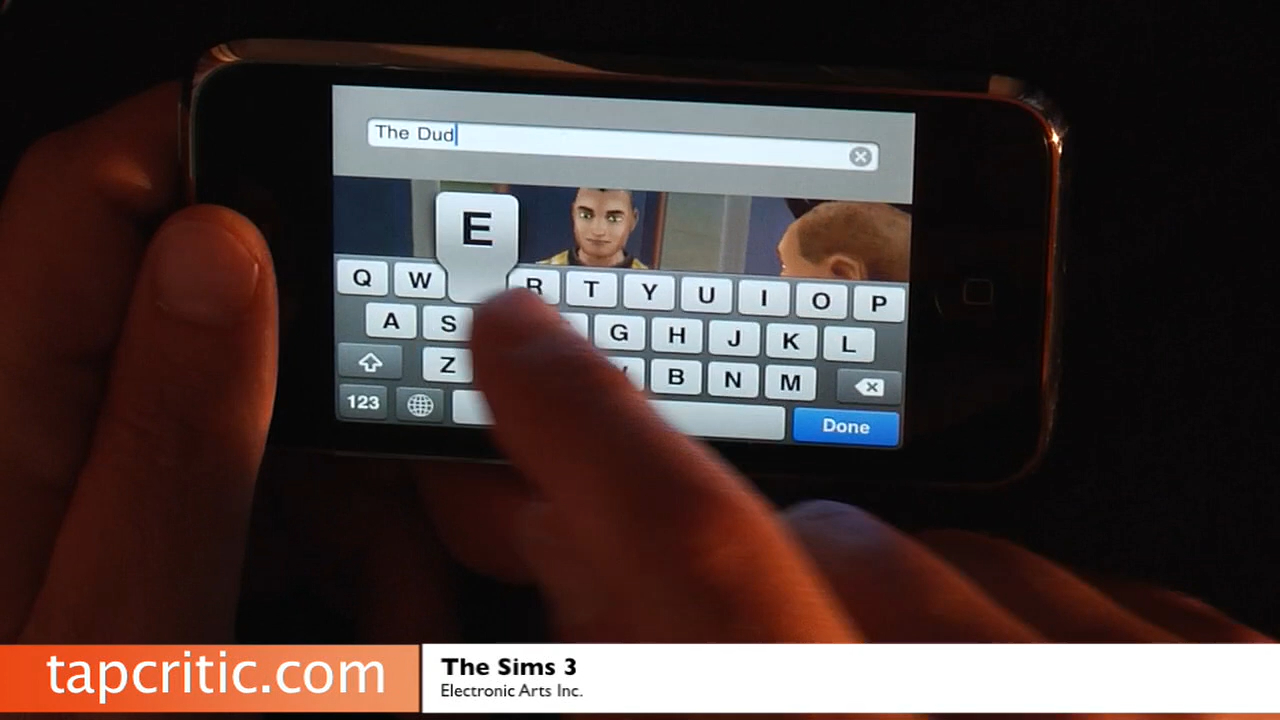 The Dud
E
Q W R T Y U I O P
A S G H J K L
Z B N M
123
Done
tapcritic.com
The Sims 3
Electronic Arts Inc.